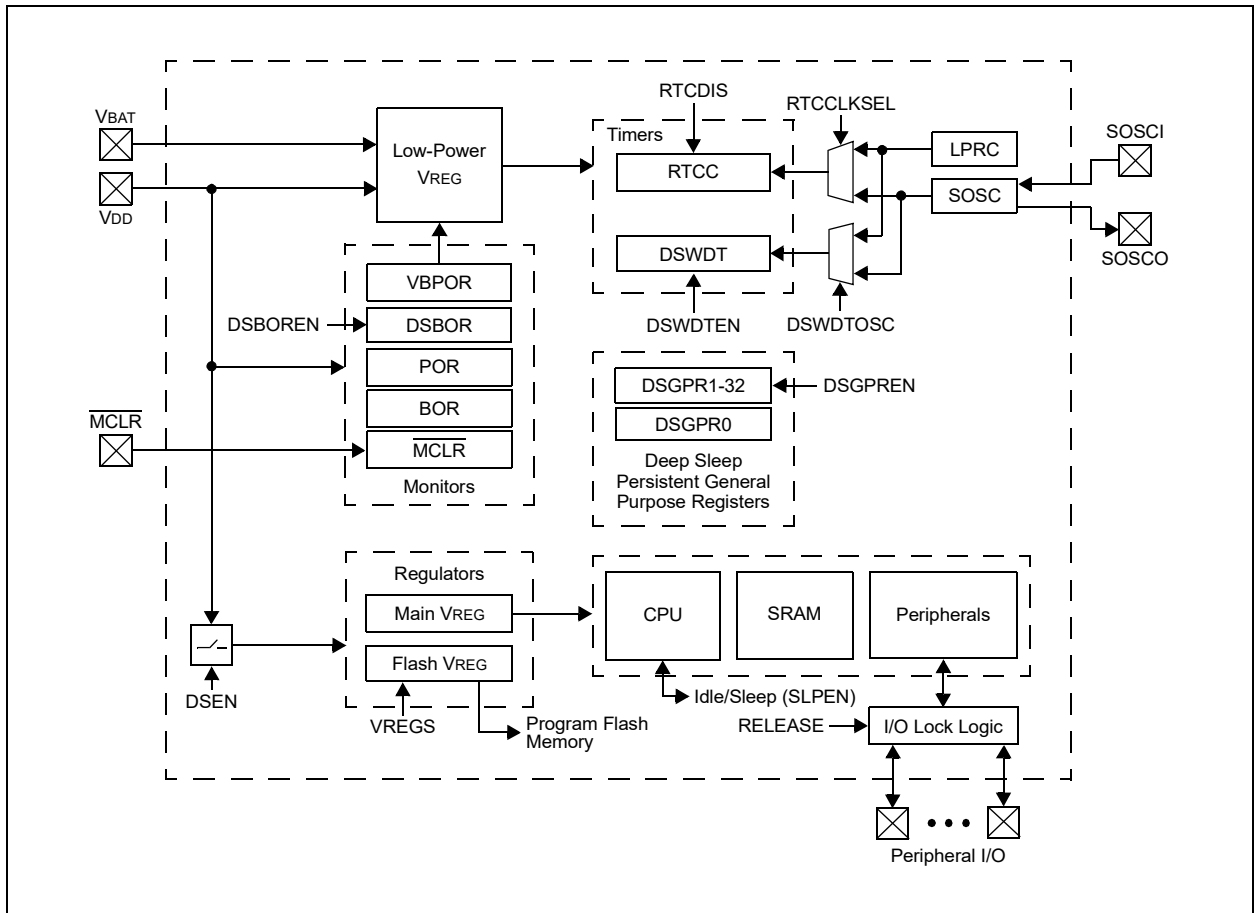 VBAT
VDD
MCLR
Low-Power
VREG
VBPOR
DSBOREN
DSBOR
POR
BOR
MCLR
Monitors
RTCDIS
RTCCLKSEL
Timers
RTCC
LPRC
SOSC
SOSCI
SOSCO
DSWDT
DSWDTEN
DSWDTOSC
DSGPR1-32
DSGPREN
DSGPR0
Deep Sleep
Persistent General
Purpose Registers
Regulators
Main VREG
Flash VREG
DSEN
VREGS
Program Flash
Memory
CPU
SRAM
Peripherals
Idle/Sleep (SLPEN)
RELEASE
I/O Lock Logic
Peripheral I/O